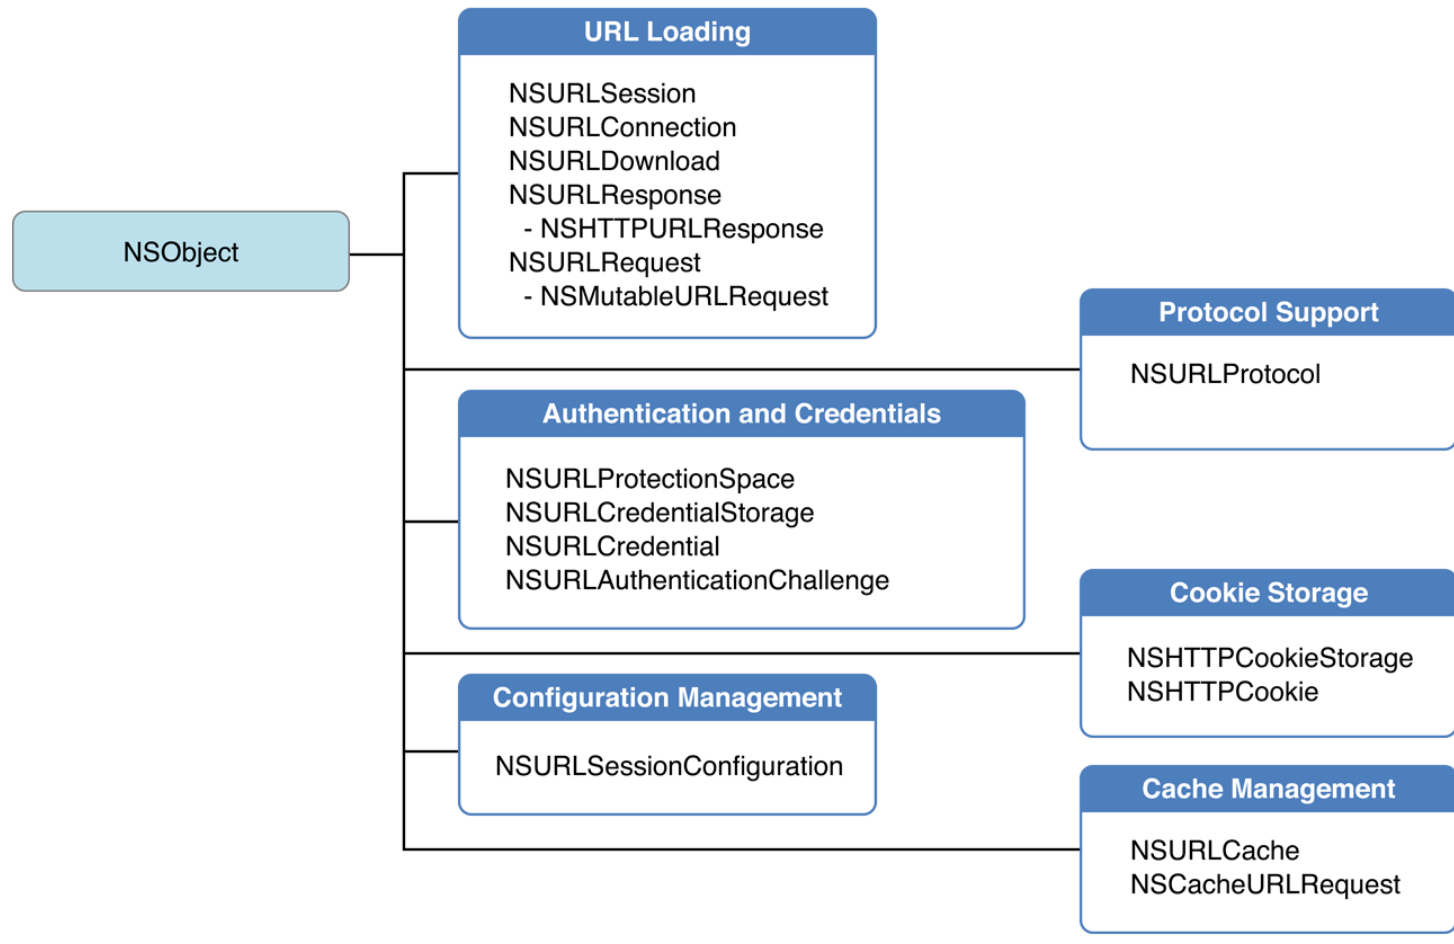 NSObject
URL Loading
NSURLSession
NSURLConnection
NSURLDownload
NSURLResponse
- NSHTTPURLResponse
NSURLRequest
- NSMutableURLRequest
Protocol Support
NSURLProtocol
Authentication and Credentials
NSURLProtectionSpace
NSURLCredentialStorage
NSURLCredential
NSURLAuthenticationChallenge
Cookie Storage
NSHTTPCookieStorage
NSHTTPCookie
Configuration Management
NSURLSessionConfiguration
Cache Management
NSURLCache
NSCacheURLRequest